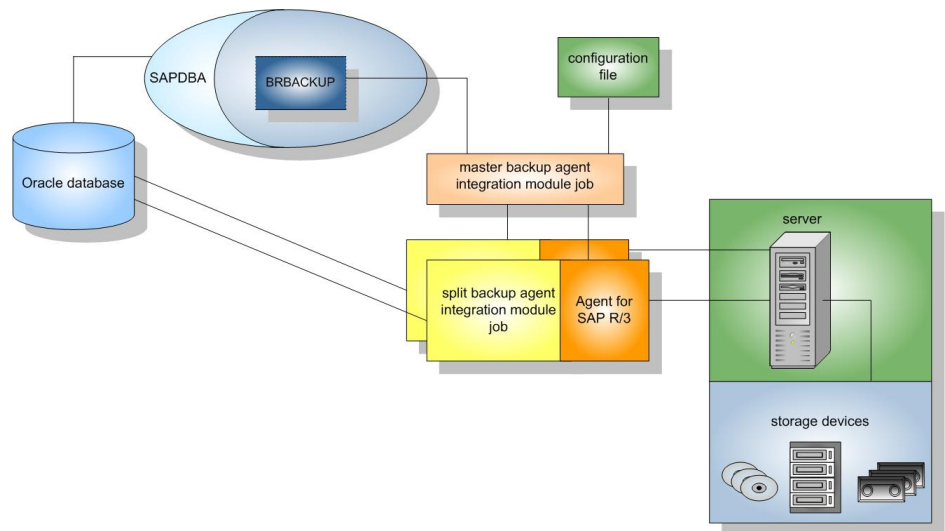 SAPDBA
BRBACKUP
configuration
file
Oracle database
master backup agent
integration module job
server
split backup agent
integration module
job
Agent for
SAP R/3
storage devices